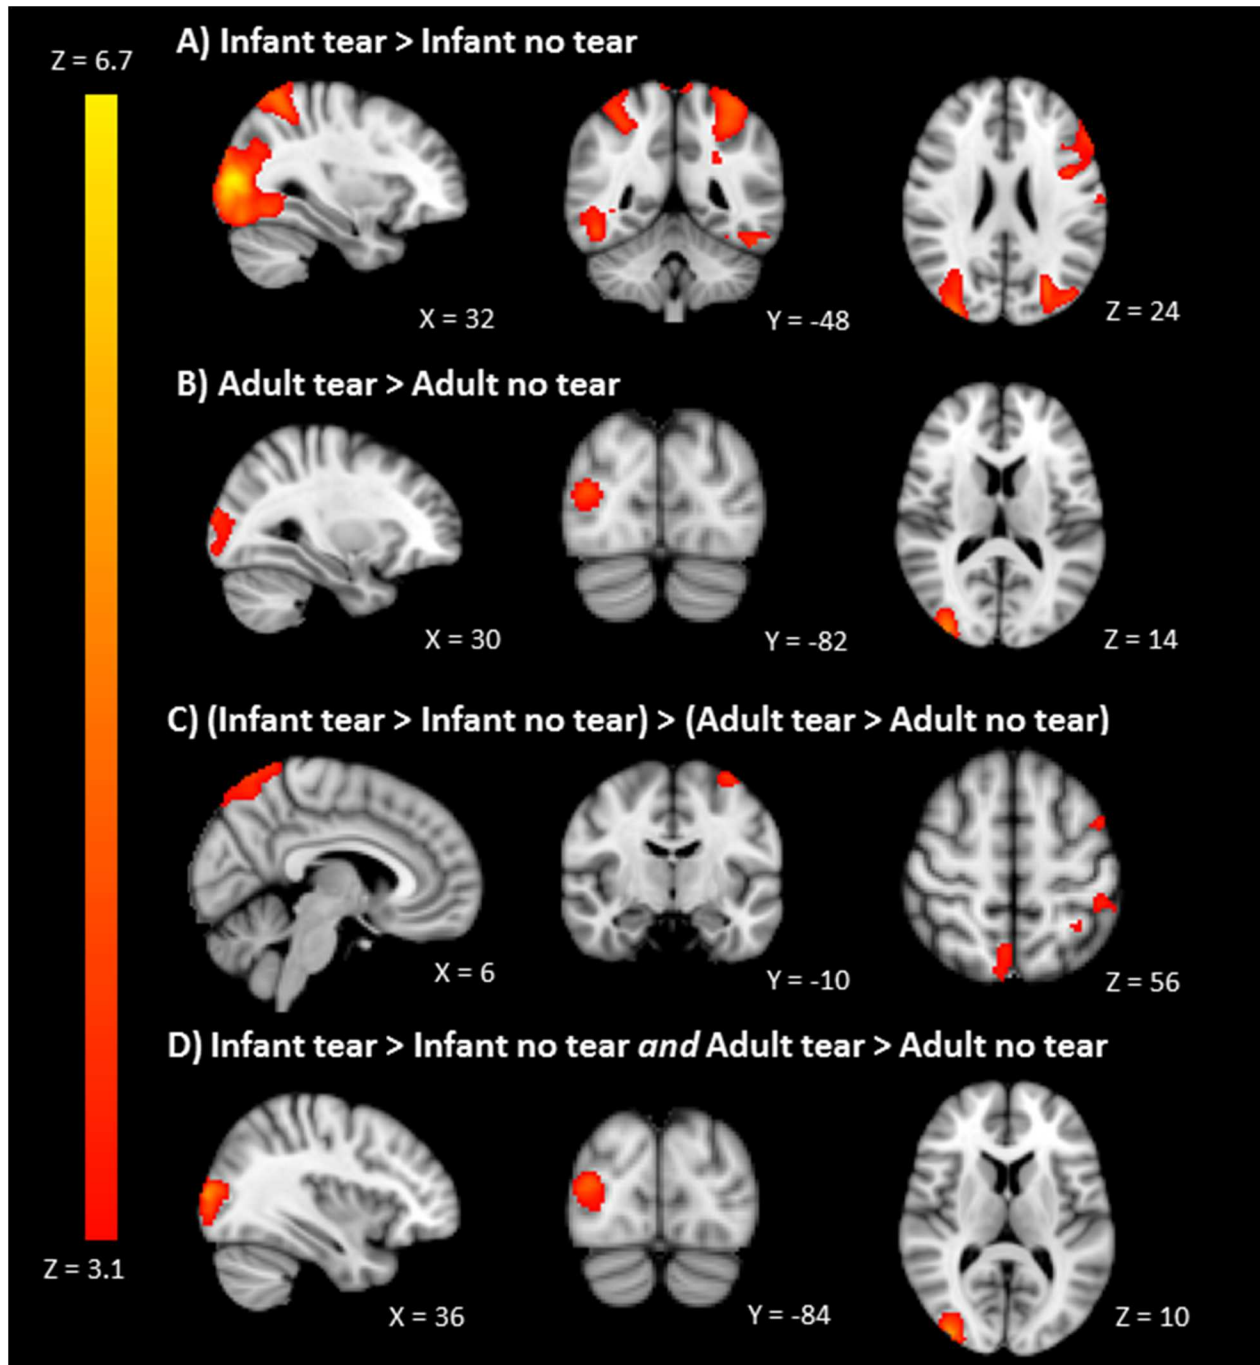 A) Infant tear > Infant no tear
Z = 6.7
X = 32
Y = -48
Z = 24
B) Adult tear > Adult no tear
X = 30
Y = -82
Z = 14
C) (Infant tear > Infant no tear) > (Adult tear > Adult no tear)
X = 6
Y = -10
Z = 56
D) Infant tear > Infant no tear and Adult tear > Adult no tear
Z = 3.1
X = 36
Y = -84
Z = 10